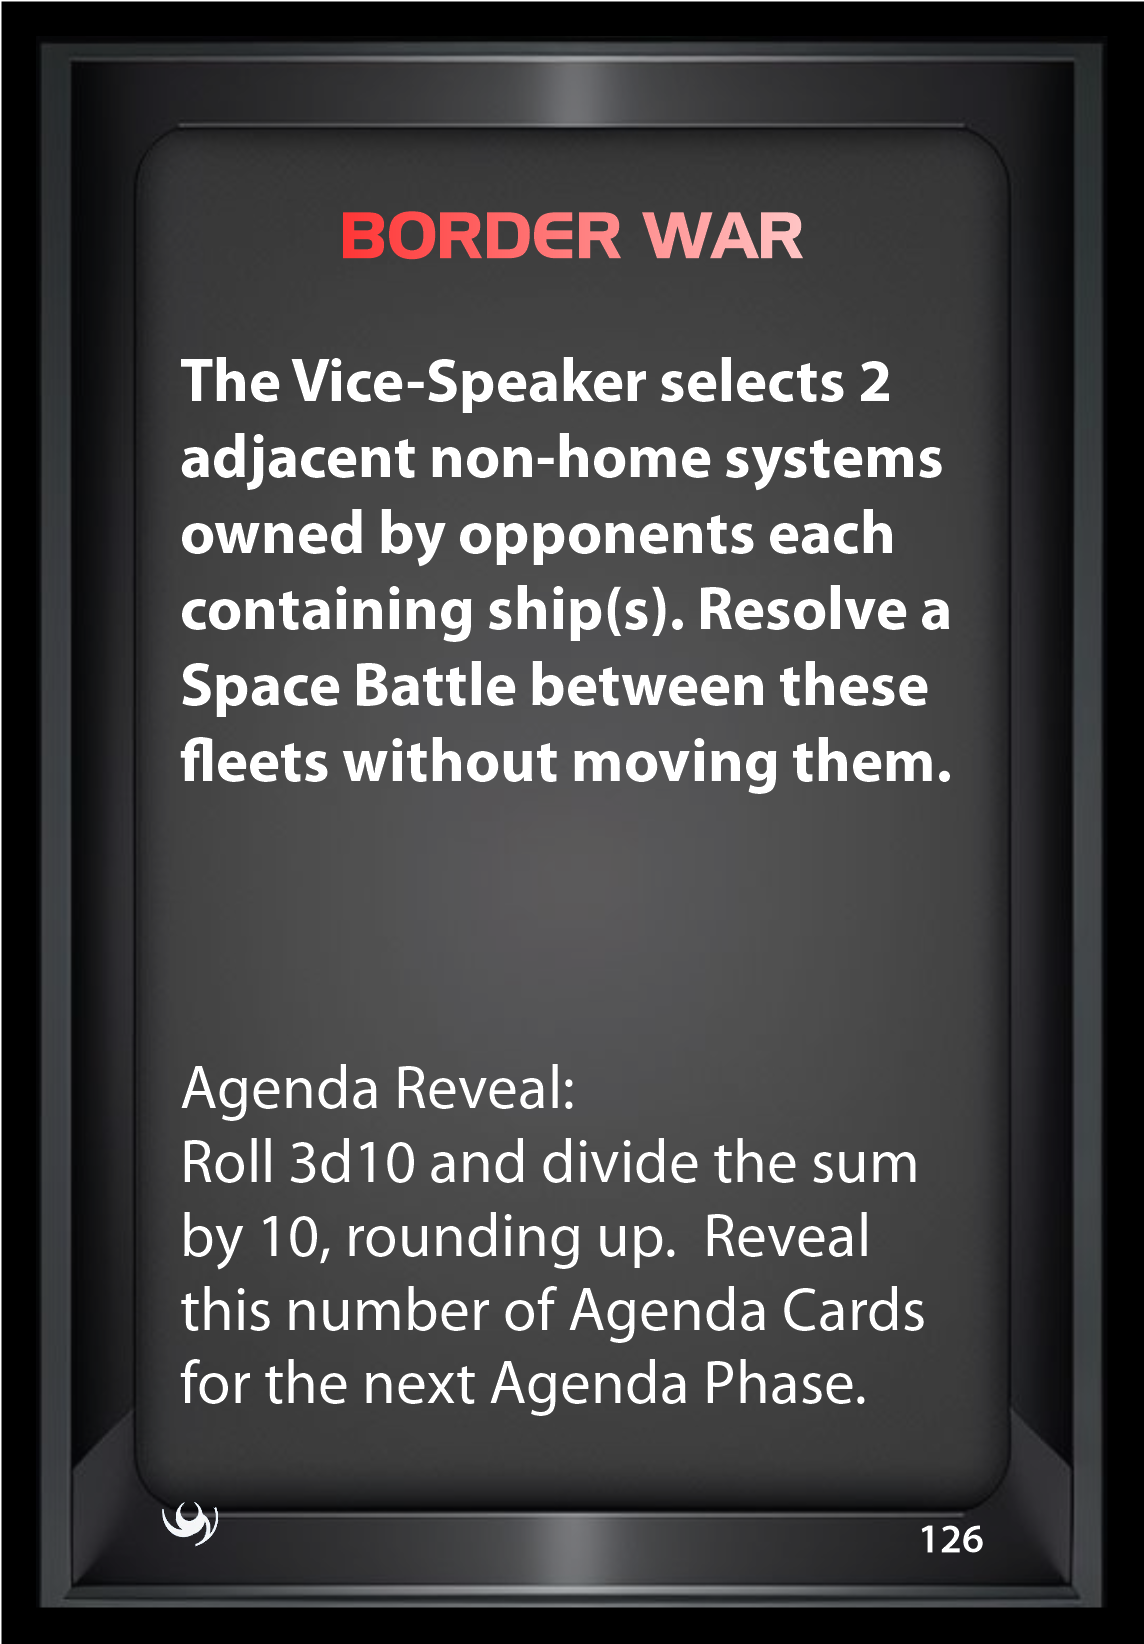 BORDER WAR
The Vice-Speaker selects 2
adjacent non-home systems
owned by opponents each
containing ship(s). Resolve a
Space Battle between these
fleets without moving them.
Agenda Reveal:
Roll 3d10 and divide the sum
by 10, rounding up.  Reveal
this number of Agenda Cards
for the next Agenda Phase.
126